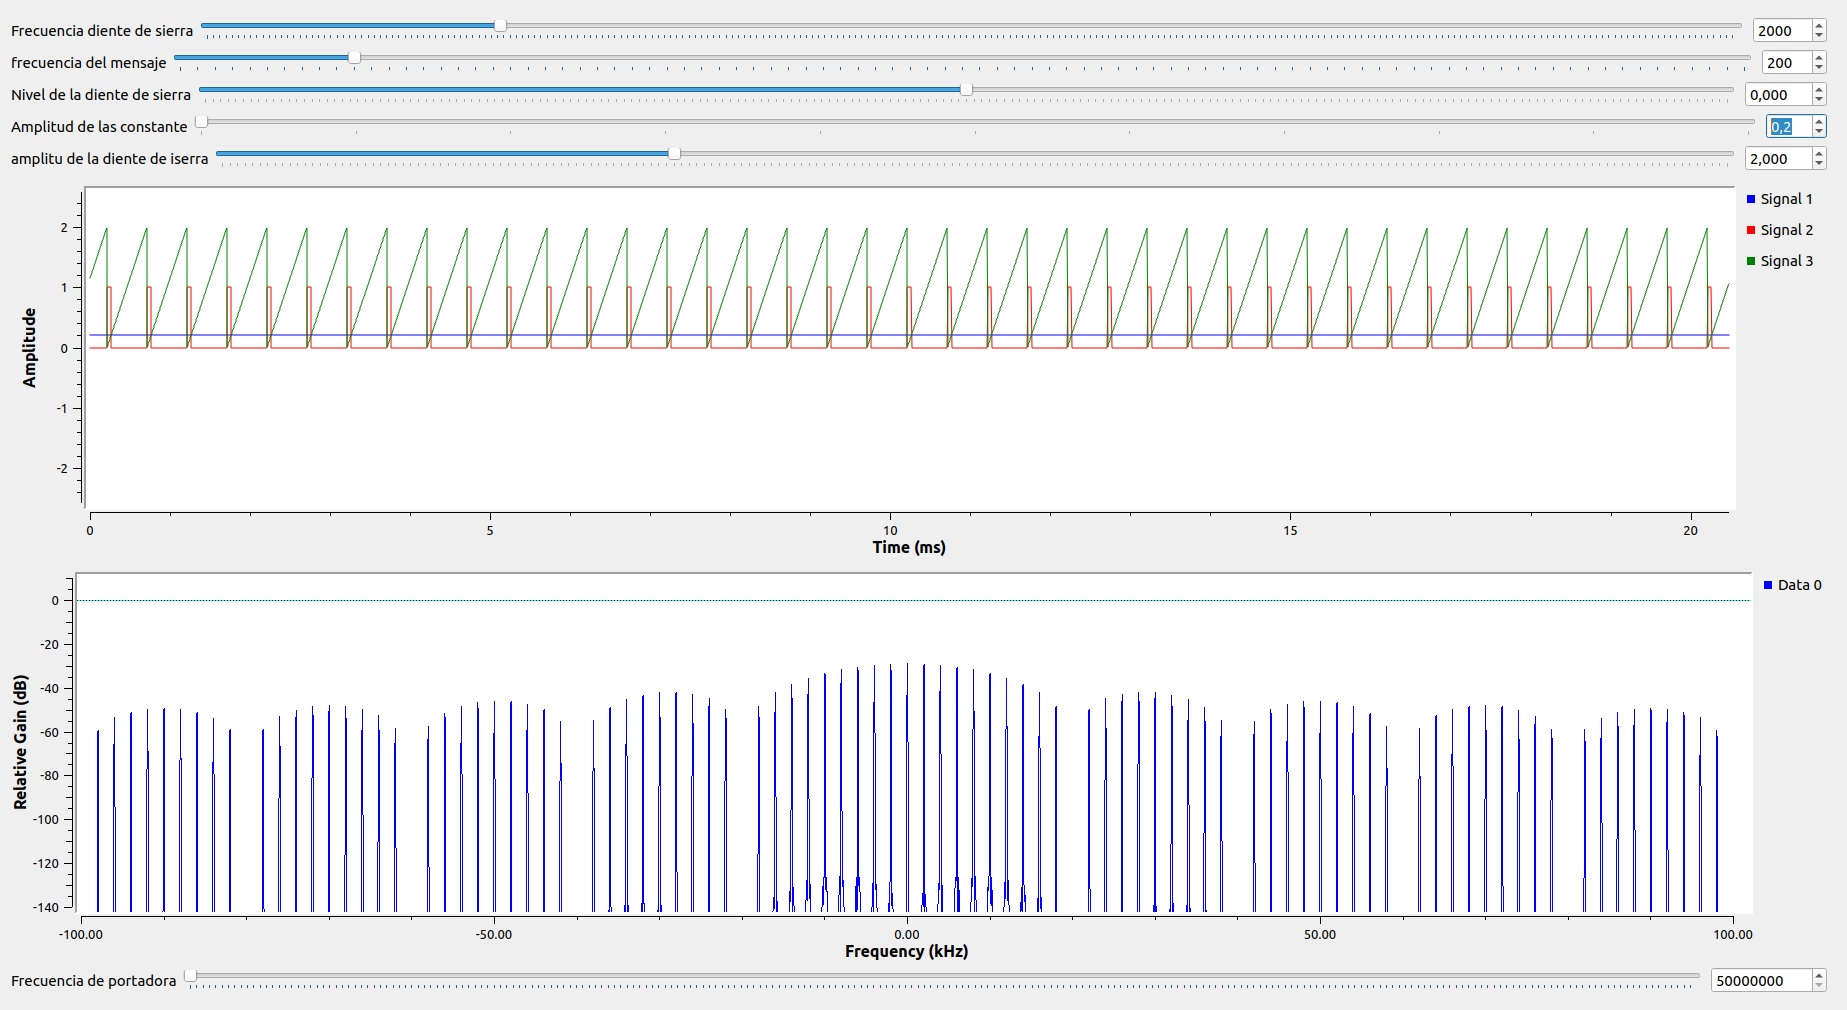 Frecuencia diente de sierra 2000
frecuencia del mensaje 200
Nivel de la diente de sierra 0,000
Amplitud de las constante 0,2
amplitu de la diente de iserra 2,000
Signal 1
Signal 2
Signal 3
Amplitude
2
1
0
-1
-2
0 5 10 15 20
Time (ms)
Data 0
Relative Gain (dB)
0
-20
-40
-60
-80
-100
-120
-140
-100.00 -50.00 0.00 50.00 100.00
Frequency (kHz)
Frecuencia de portadora 50000000